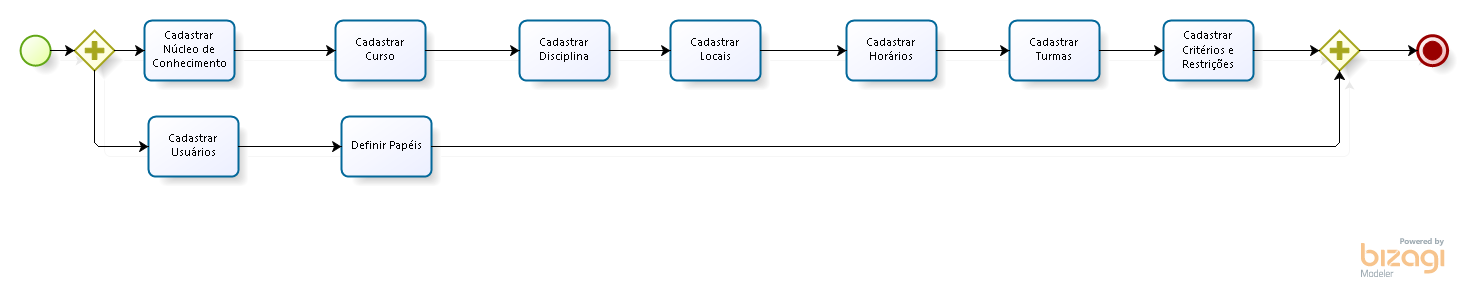 Cadastrar
Núcleo de
Conhecimento
Cadastrar
Curso
Cadastrar
Disciplina
Cadastrar
Locais
Cadastrar
Horários
Cadastrar
Turmas
Cadastrar
Critérios e
Restrições
Cadastrar
Usuários
Definir Papéis
Powered by
bizagi
Modeler